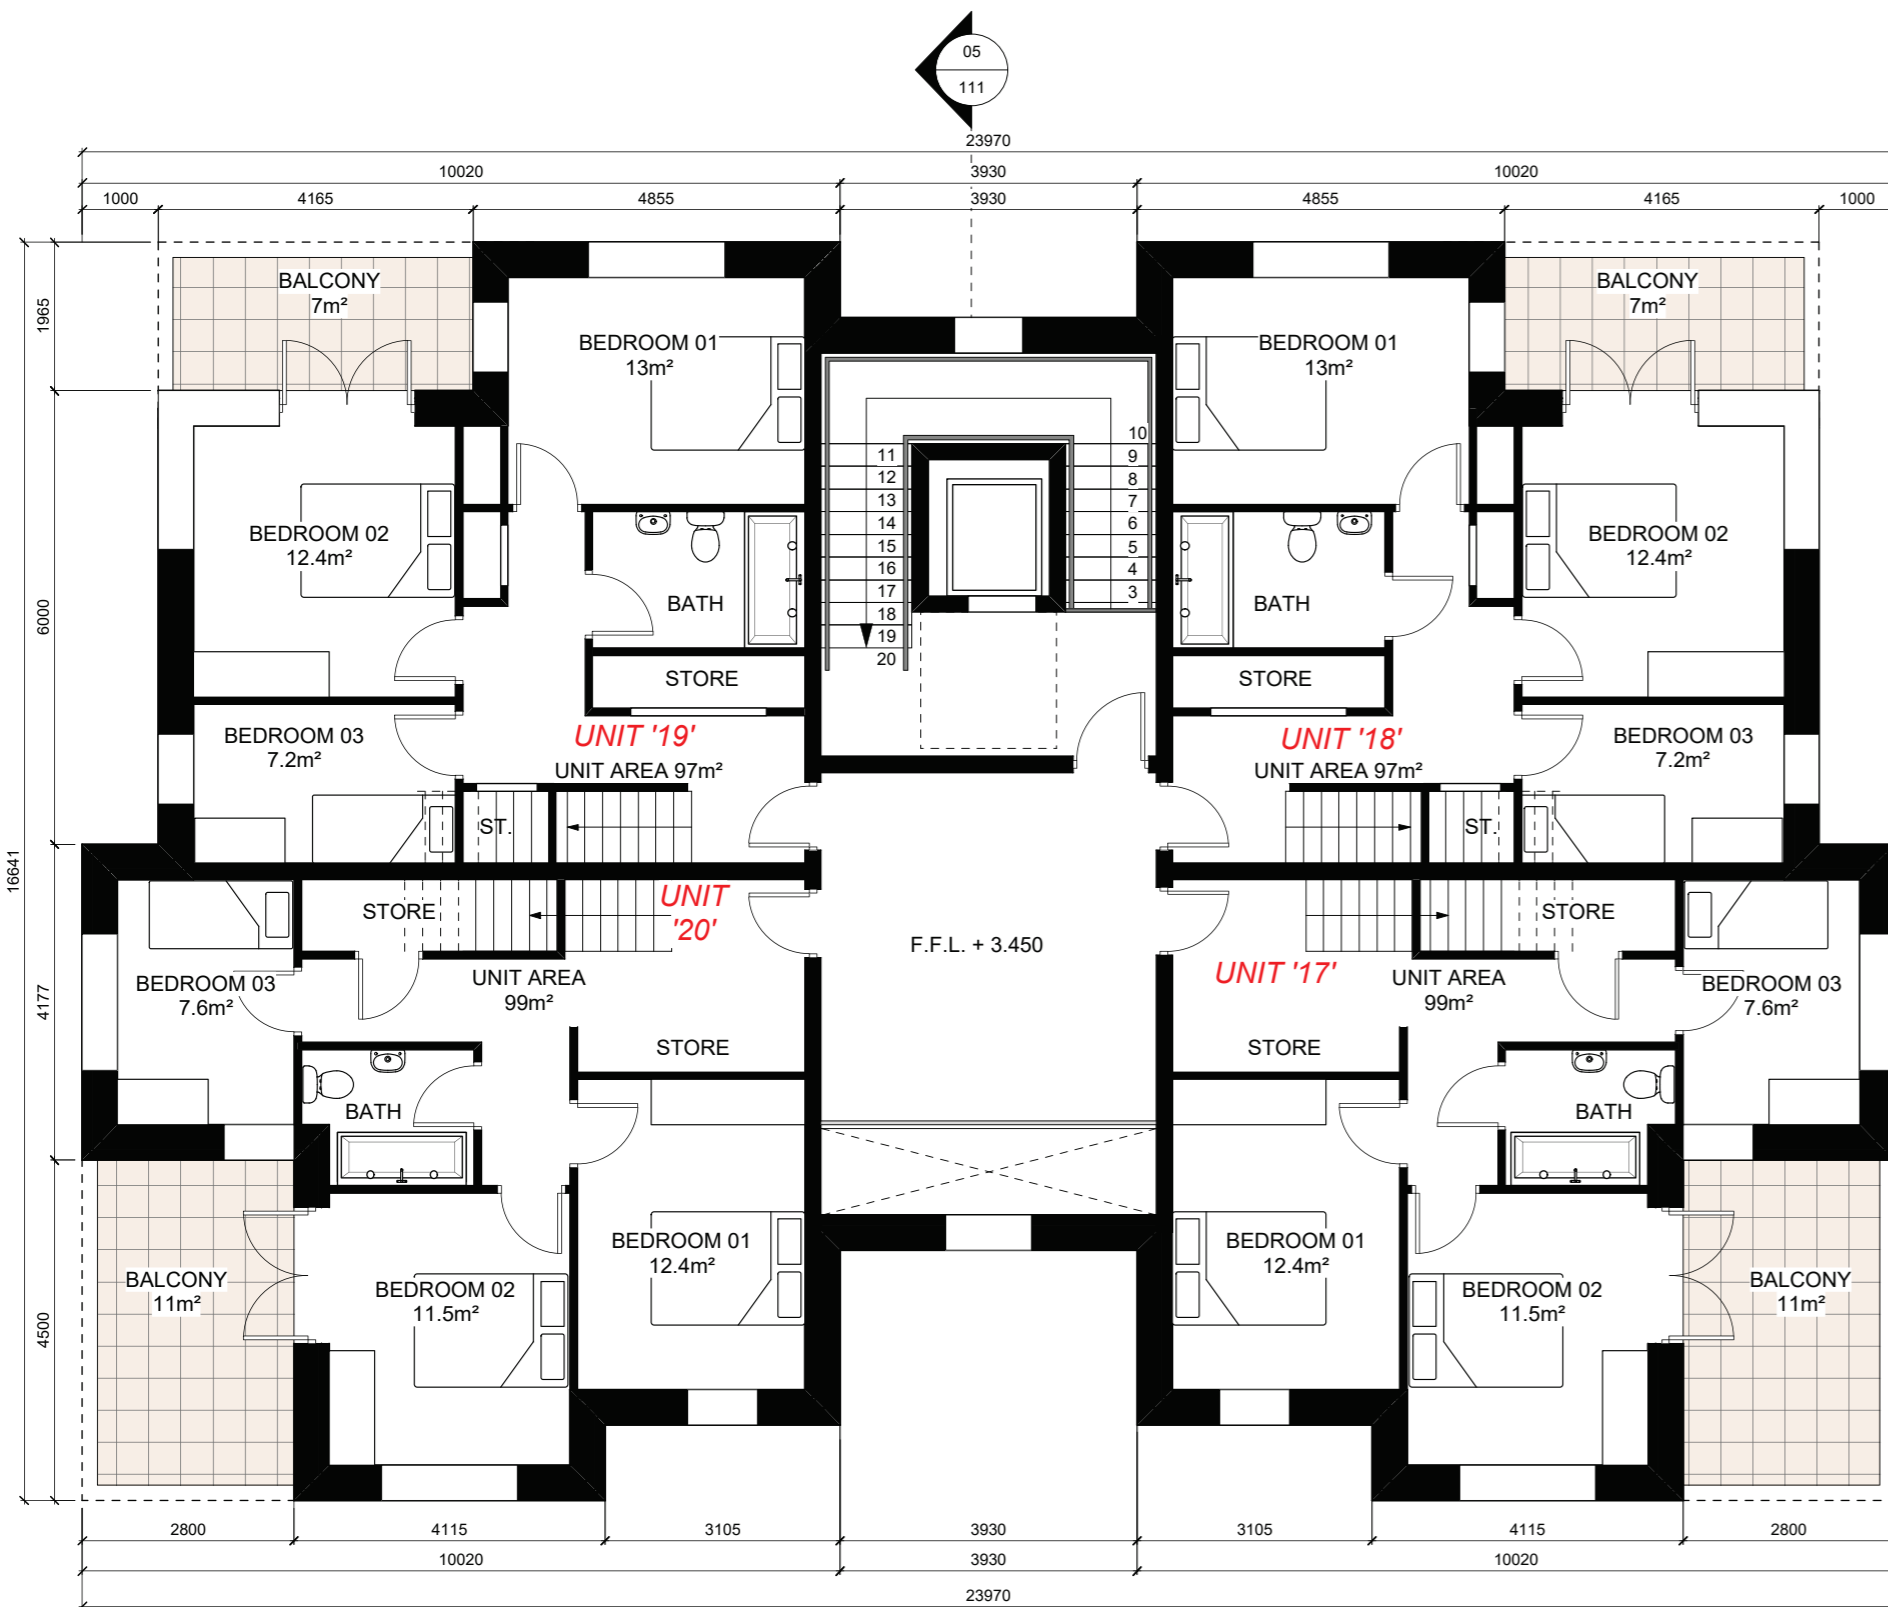 05
111
23970
10020 3930 10020
1000 4165 4855 3930 4855 4165 1000
BALCONY
7m²
BALCONY
7m²
1965
BEDROOM 01
13m²
BEDROOM 01
13m²
10
11 9
12 8
13 7
14 6
15 5
16 4
17 3
18
19
20
BEDROOM 02
12.4m²
BEDROOM 02
12.4m²
6000
BATH
BATH
STORE
STORE
BEDROOM 03
7.2m²
UNIT '19'
UNIT AREA 97m²
UNIT '18'
UNIT AREA 97m²
BEDROOM 03
7.2m²
ST.
ST.
16641
STORE
UNIT
'20'
STORE
F.F.L. + 3.450
BEDROOM 03
7.6m²
UNIT AREA
99m²
UNIT '17'
UNIT AREA
99m²
BEDROOM 03
7.6m²
4177
STORE
STORE
BATH
BATH
BEDROOM 01
12.4m²
BEDROOM 01
12.4m²
BALCONY
11m²
BEDROOM 02
11.5m²
BEDROOM 02
11.5m²
BALCONY
11m²
4500
2800 4115 3105 3930 3105 4115 2800
10020 3930 10020
23970